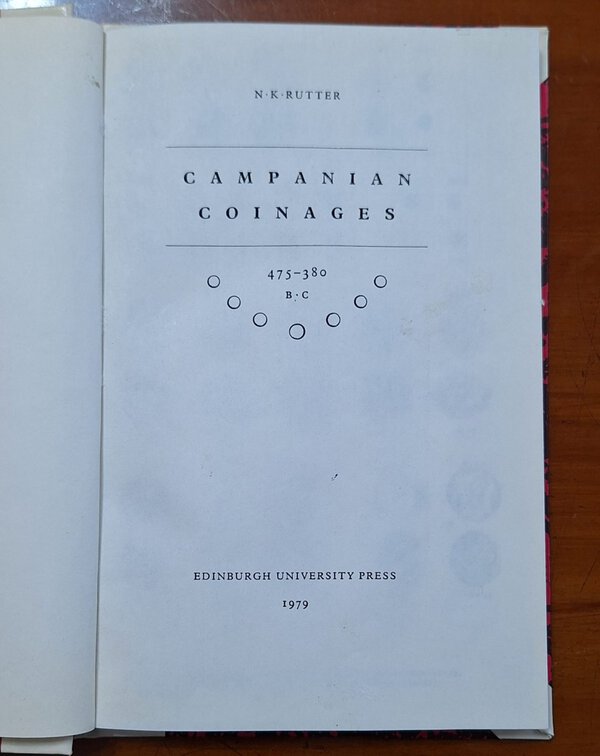 N·K·RUTTER
CAMPANIAN
COINAGES
475–380
B·C
EDINBURGH UNIVERSITY PRESS
1979